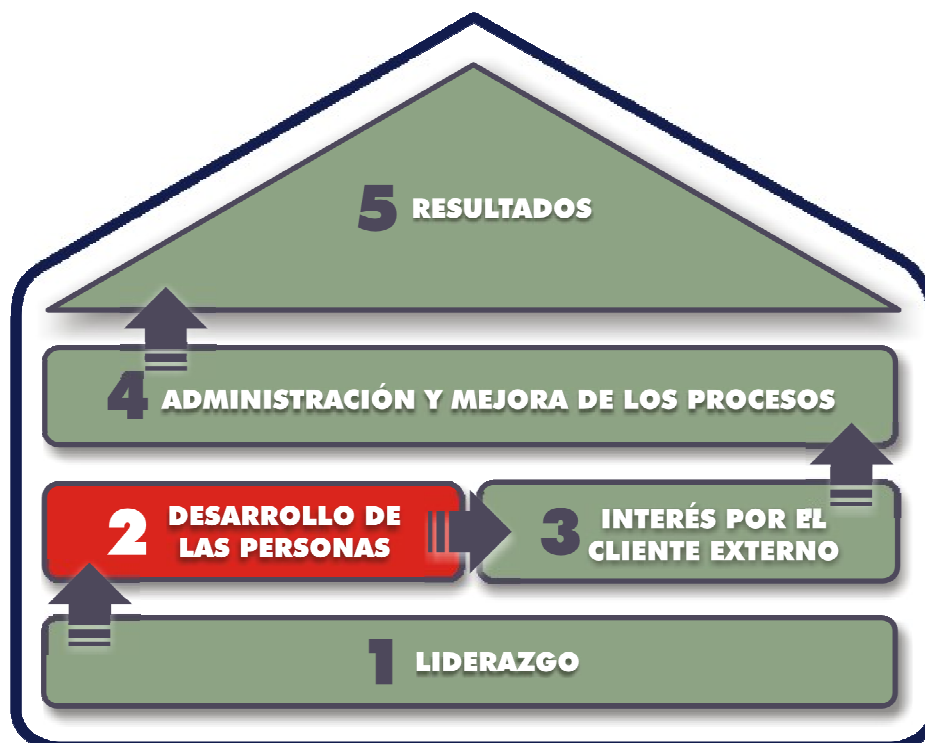 5 RESULTADOS
4 ADMINISTRACIÓN Y MEJORA DE LOS PROCESOS
2 DESARROLLO DE
LAS PERSONAS
3 INTERÉS POR EL
CLIENTE EXTERNO
1 LIDERAZGO